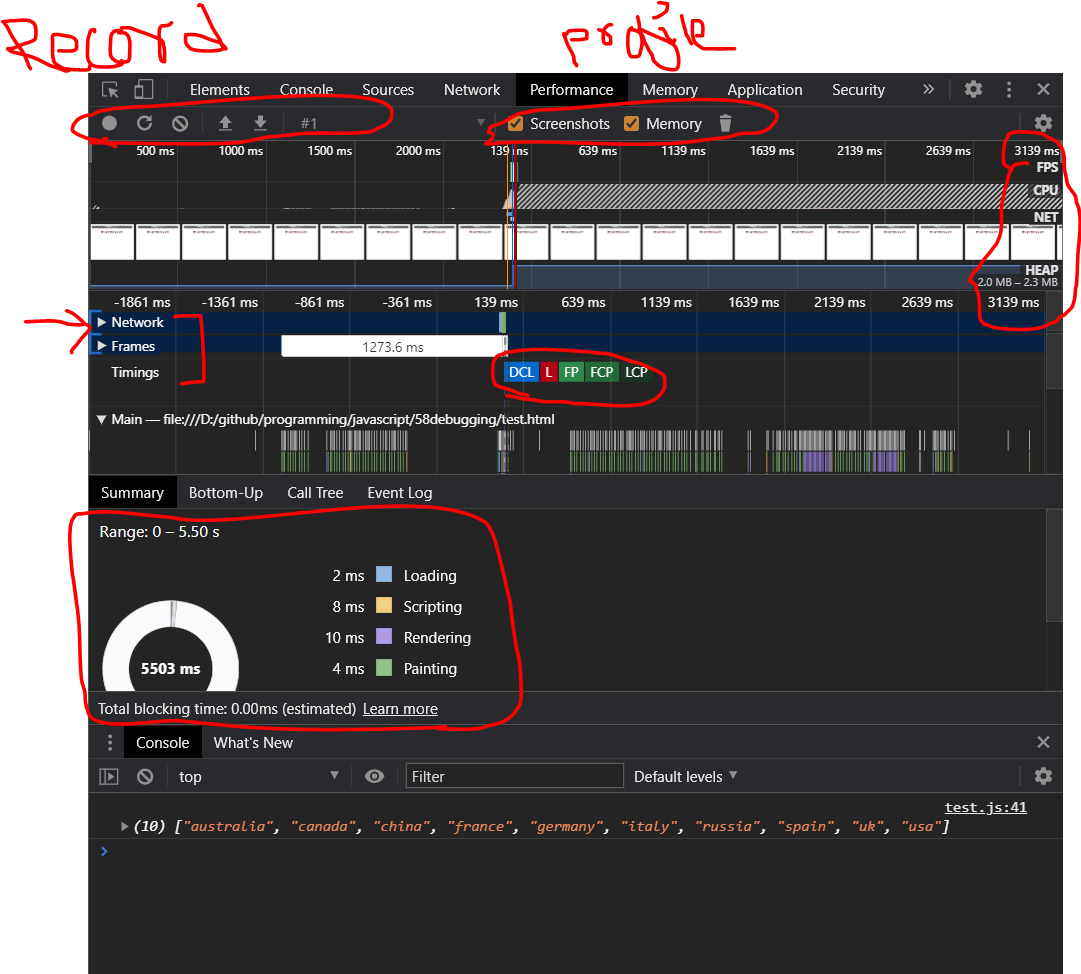 Record profile
Elements Console Sources Network Performance Memory Application Security »
#1 Screenshots Memory
500 ms 1000 ms 1500 ms 2000 ms 139 ms 639 ms 1139 ms 1639 ms 2139 ms 2639 ms 3139 ms
FPS
CPU
NET
HEAP
2.0 MB – 2.3 MB
-1861 ms -1361 ms -861 ms -361 ms 139 ms 639 ms 1139 ms 1639 ms 2139 ms 2639 ms 3139 ms
Network
Frames 1273.6 ms
Timings DCL L FP FCP LCP
Main — file:///D:/github/programming/javascript/58debugging/test.html
Summary Bottom-Up Call Tree Event Log
Range: 0 – 5.50 s
2 ms Loading
8 ms Scripting
10 ms Rendering
5503 ms 4 ms Painting
Total blocking time: 0.00ms (estimated) Learn more
Console What's New
top Filter Default levels
test.js:41
(10) ["australia", "canada", "china", "france", "germany", "italy", "russia", "spain", "uk", "usa"]